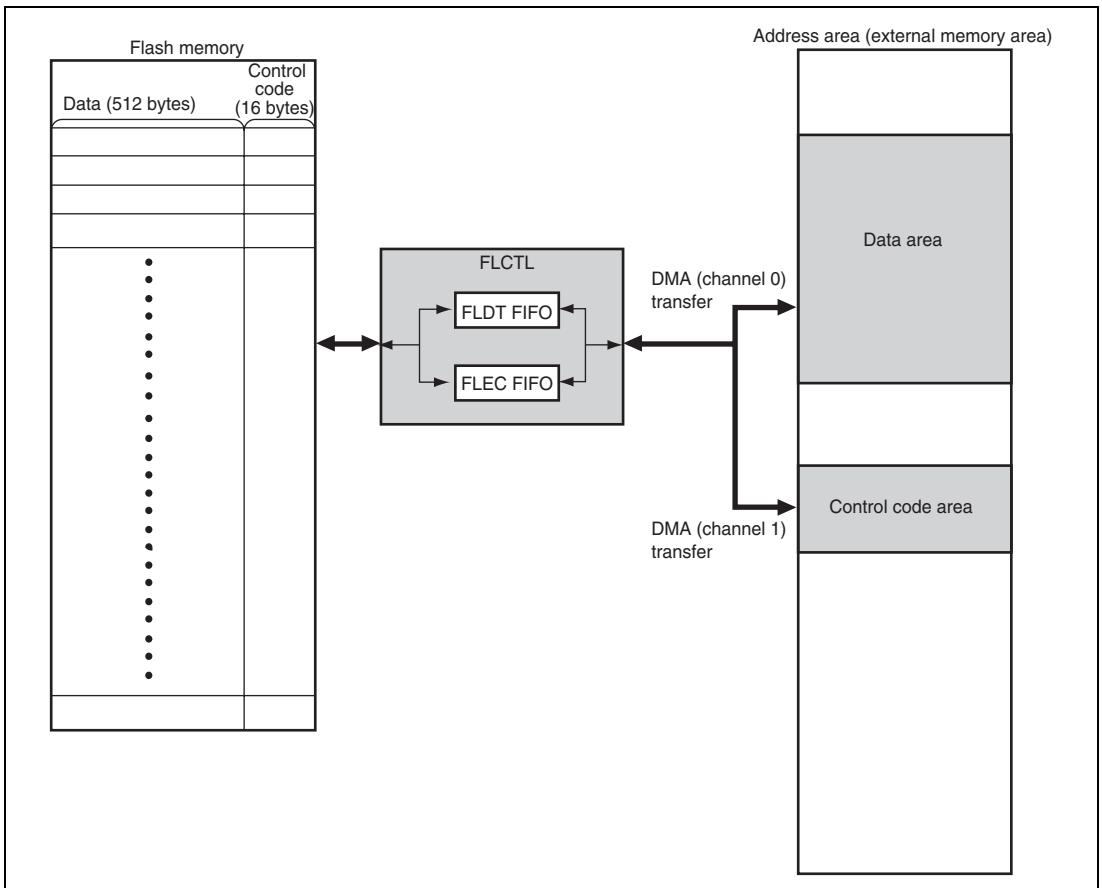 Flash memory
Control
code
(16 bytes)
Data (512 bytes)
FLCTL
FLDT FIFO
FLEC FIFO
DMA (channel 0)
transfer
DMA (channel 1)
transfer
Address area (external memory area)
Data area
Control code area